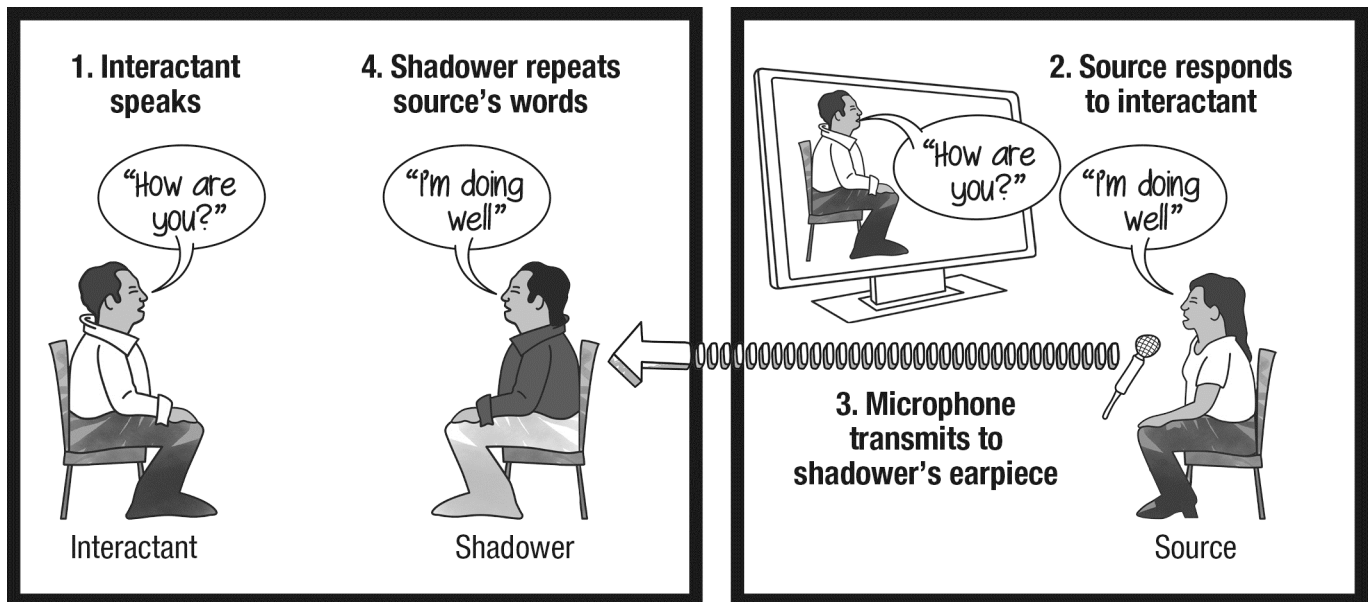 1. Interactant
speaks
4. Shadower repeats
source's words
"How are
you?"
"I'm doing
well"
Interactant
Shadower
2. Source responds
to interactant
"How are
you?"
"I'm doing
well"
3. Microphone
transmits to
shadower's earpiece
Source